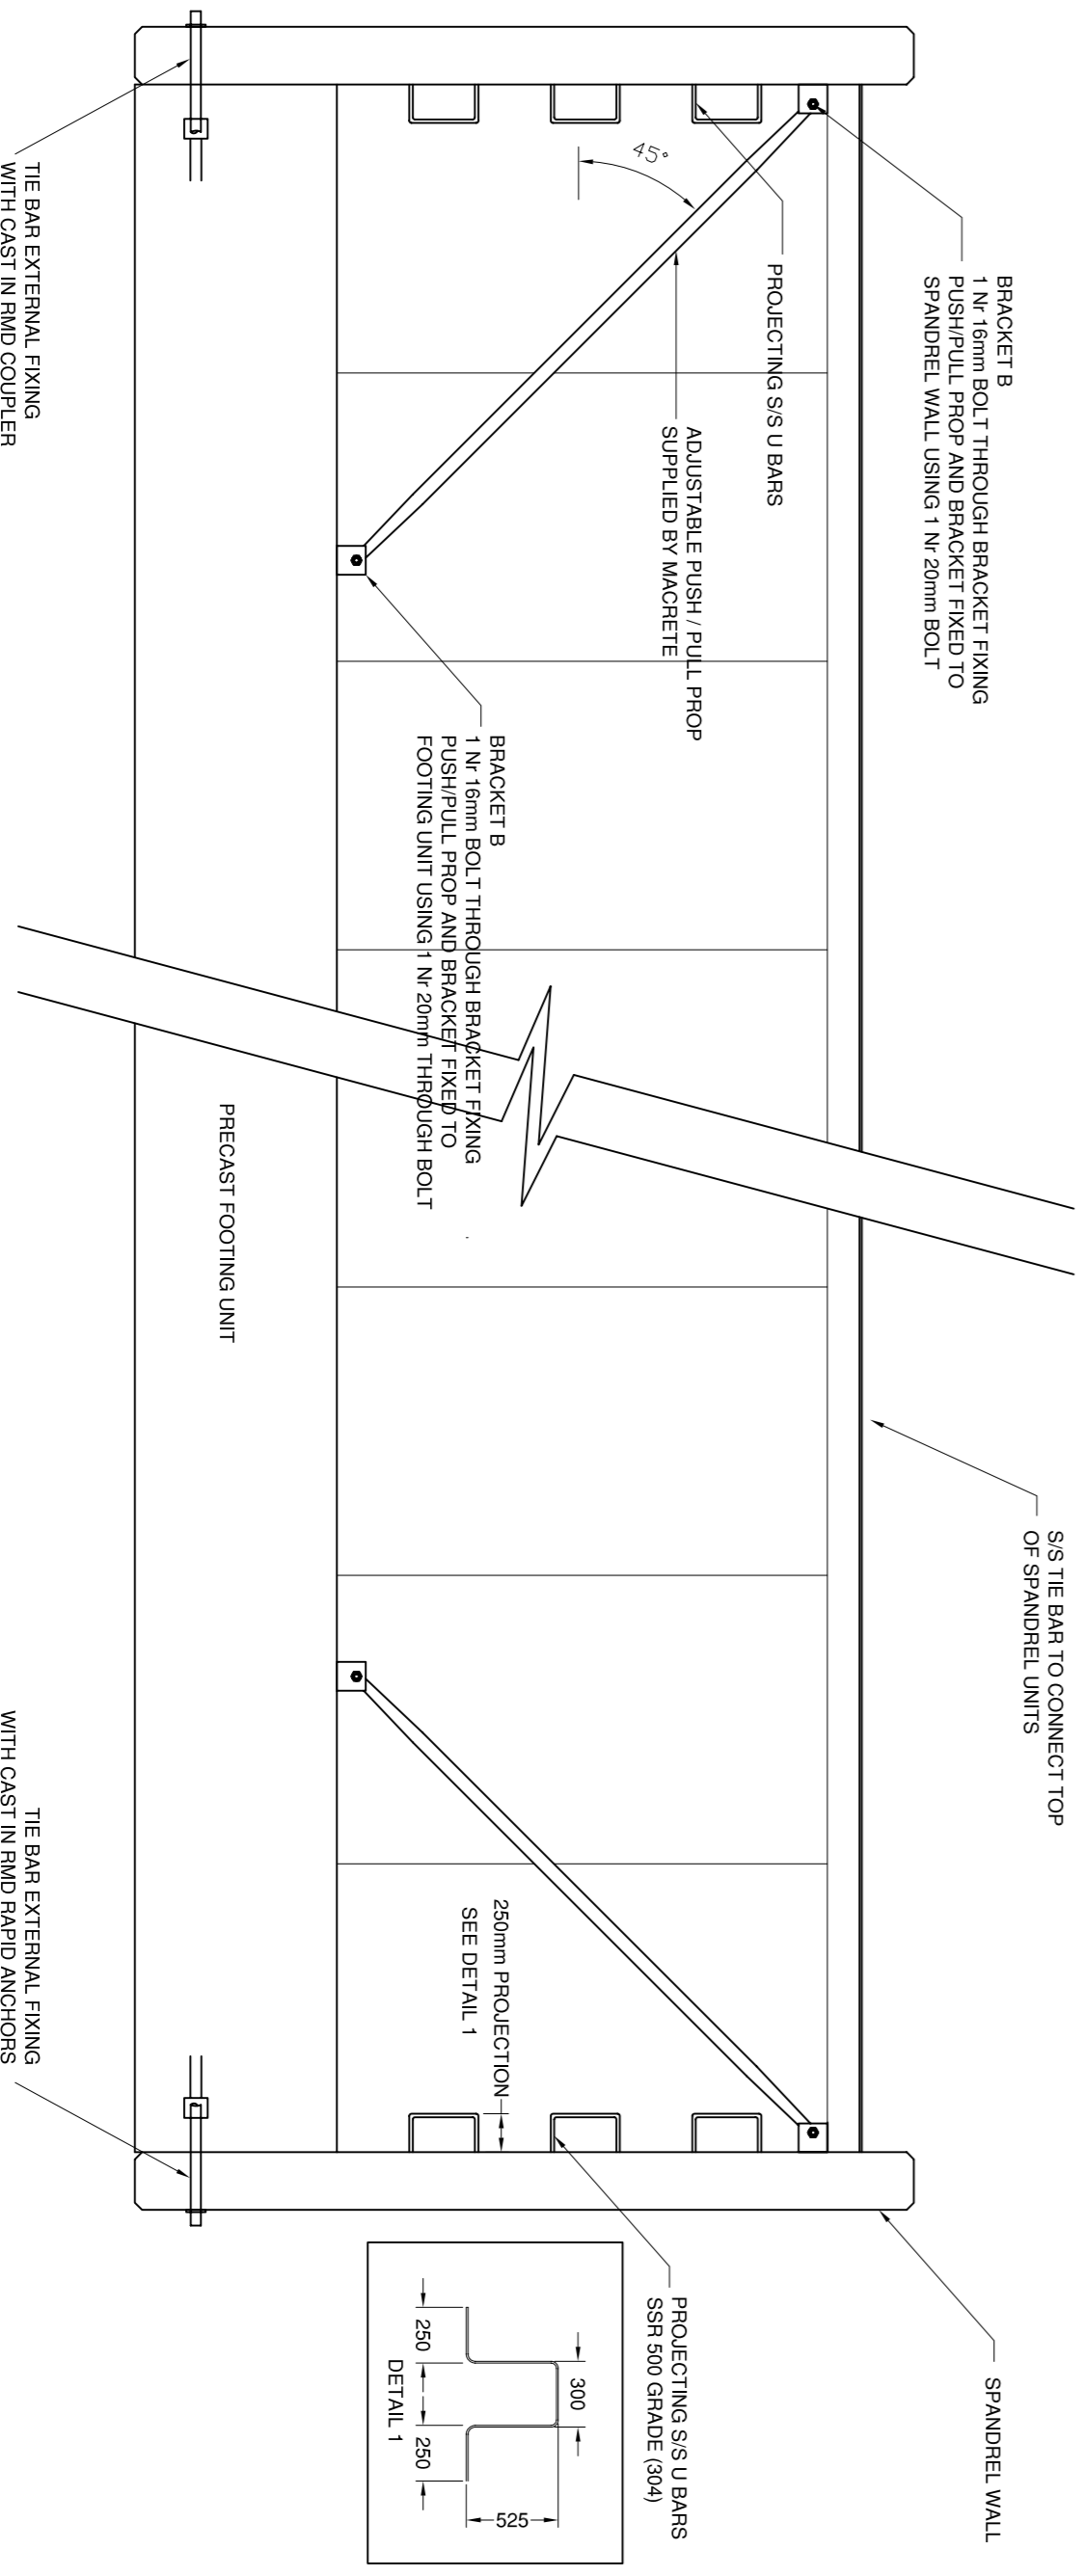 S/S TIE BAR TO CONNECT TOP
OF SPANDREL UNITS
SPANDREL WALL
BRACKET B
1 Nr 16mm BOLT THROUGH BRACKET FIXING
PUSH/PULL PROP AND BRACKET FIXED TO
SPANDREL WALL USING 1 Nr 20mm BOLT
PROJECTING S/S U BARS
ADJUSTABLE PUSH / PULL PROP
SUPPLIED BY MACRETE
45°
BRACKET B
1 Nr 16mm BOLT THROUGH BRACKET FIXING
PUSH/PULL PROP AND BRACKET FIXED TO
FOOTING UNIT USING 1 Nr 20mm THROUGH BOLT
250mm PROJECTION
SEE DETAIL 1
PROJECTING S/S U BARS
SSR 500 GRADE (304)
300
525
250
250
DETAIL 1
PRECAST FOOTING UNIT
TIE BAR EXTERNAL FIXING
WITH CAST IN RMD COUPLER
TIE BAR EXTERNAL FIXING
WITH CAST IN RMD RAPID ANCHORS